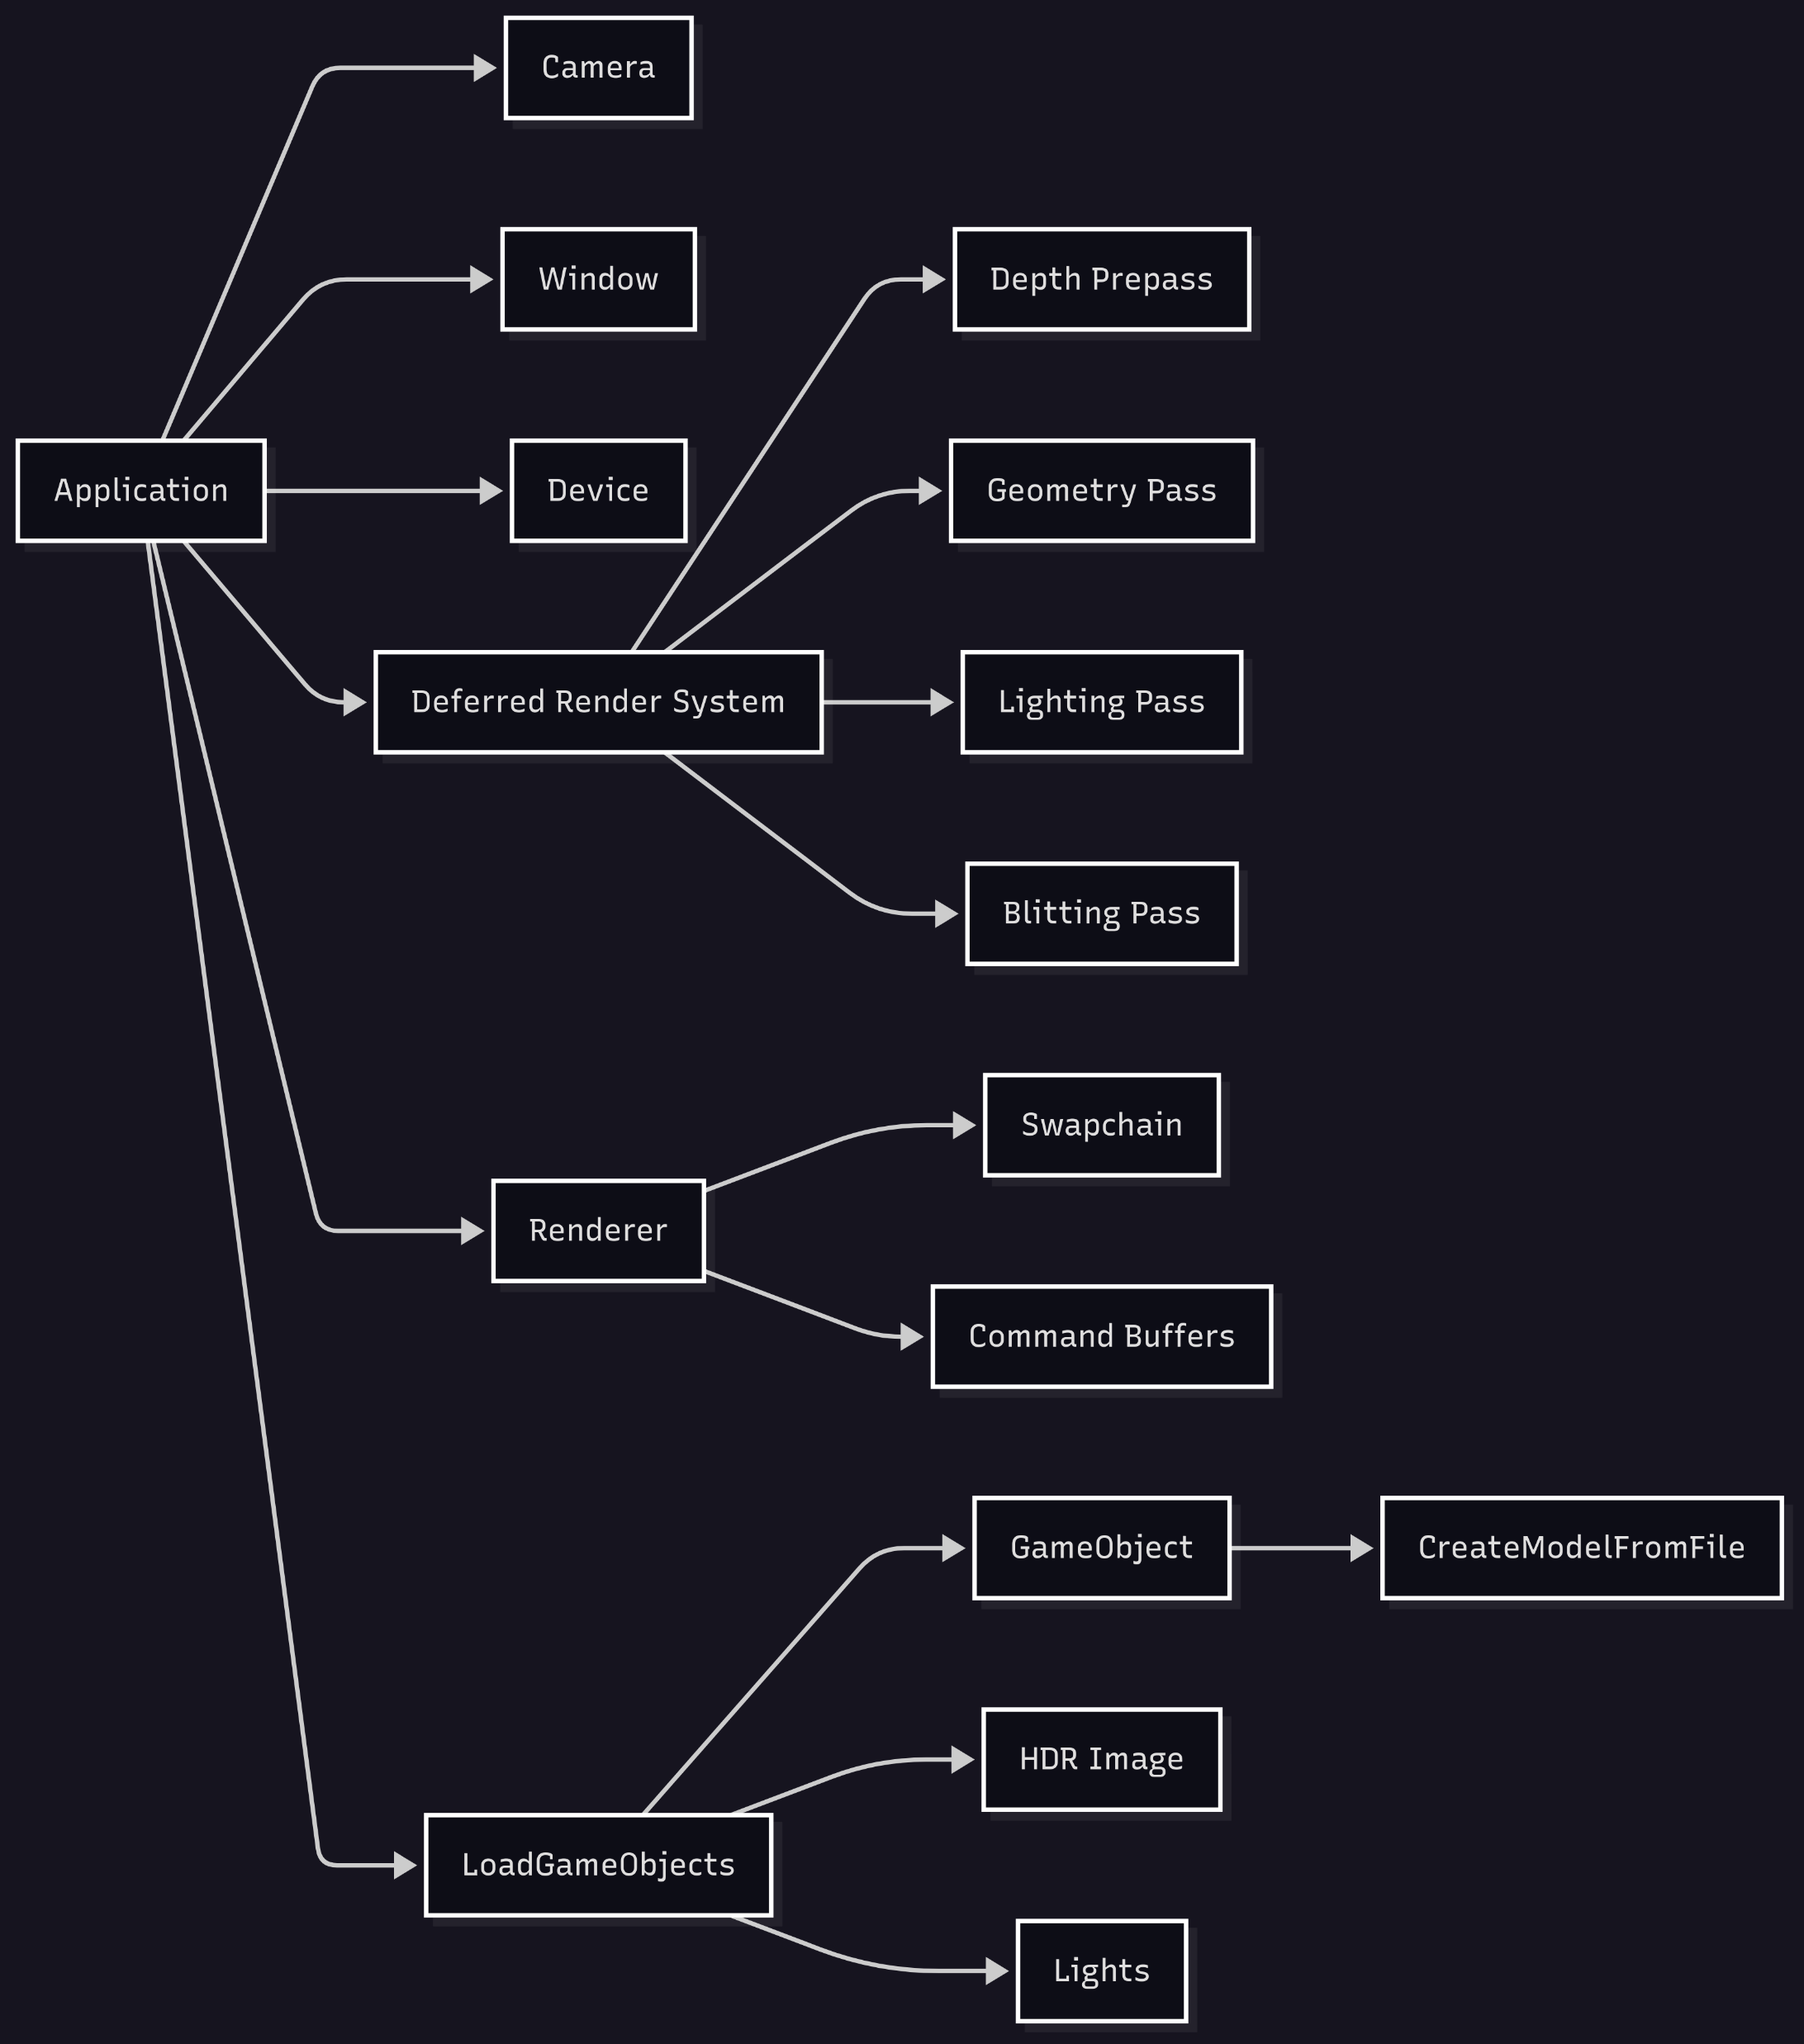 Camera
Window
Depth Prepass
Application
Device
Geometry Pass
Deferred Render System
Lighting Pass
Blitting Pass
Swapchain
Renderer
Command Buffers
GameObject
CreateModelFromFile
HDR Image
LoadGameObjects
Lights